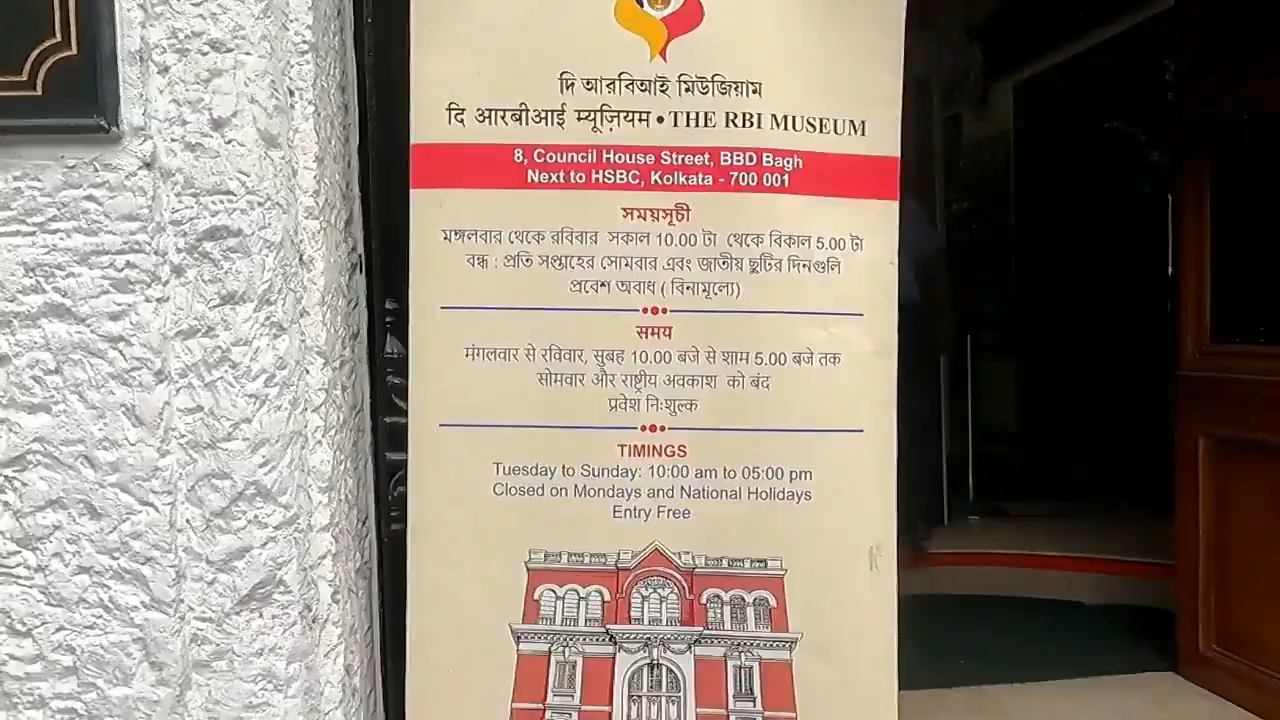 দি আরবিআই মিউজিয়াম
दि आरबीआई म्यूज़ियम • THE RBI MUSEUM
8, Council House Street, BBD Bagh
Next to HSBC, Kolkata - 700 001
সময়সূচী
মঙ্গলবার থেকে রবিবার সকাল 10.00 টা থেকে বিকাল 5.00 টা
বন্ধ : প্রতি সপ্তাহের সোমবার এবং জাতীয় ছুটির দিনগুলি
প্রবেশ অবাধ ( বিনামূল্যে)
समय
मंगलवार से रविवार, सुबह 10.00 बजे से शाम 5.00 बजे तक
सोमवार और राष्ट्रीय अवकाश को बंद
प्रवेश निःशुल्क
TIMINGS
Tuesday to Sunday: 10:00 am to 05:00 pm
Closed on Mondays and National Holidays
Entry Free